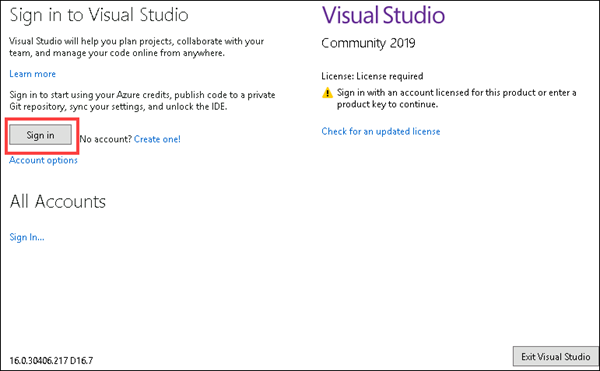 Sign in to Visual Studio
Visual Studio will help you plan projects, collaborate with your
team, and manage your code online from anywhere.
Learn more
Sign in to start using your Azure credits, publish code to a private
Git repository, sync your settings, and unlock the IDE.
Sign in
No account? Create one!
Account options
All Accounts
Sign In...
16.0.30406.217 D16.7
Visual Studio
Community 2019
License: License required
Sign in with an account licensed for this product or enter a
product key to continue.
Check for an updated license
Exit Visual Studio